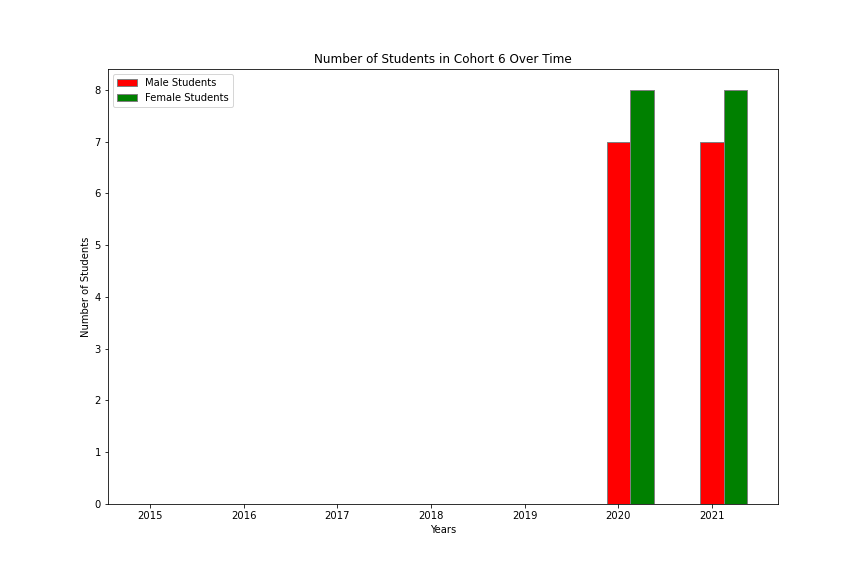 Number of Students in Cohort 6 Over Time
Male Students
Female Students
Number of Students
8
7
6
5
4
3
2
1
0
2015 2016 2017 2018 2019 2020 2021
Years